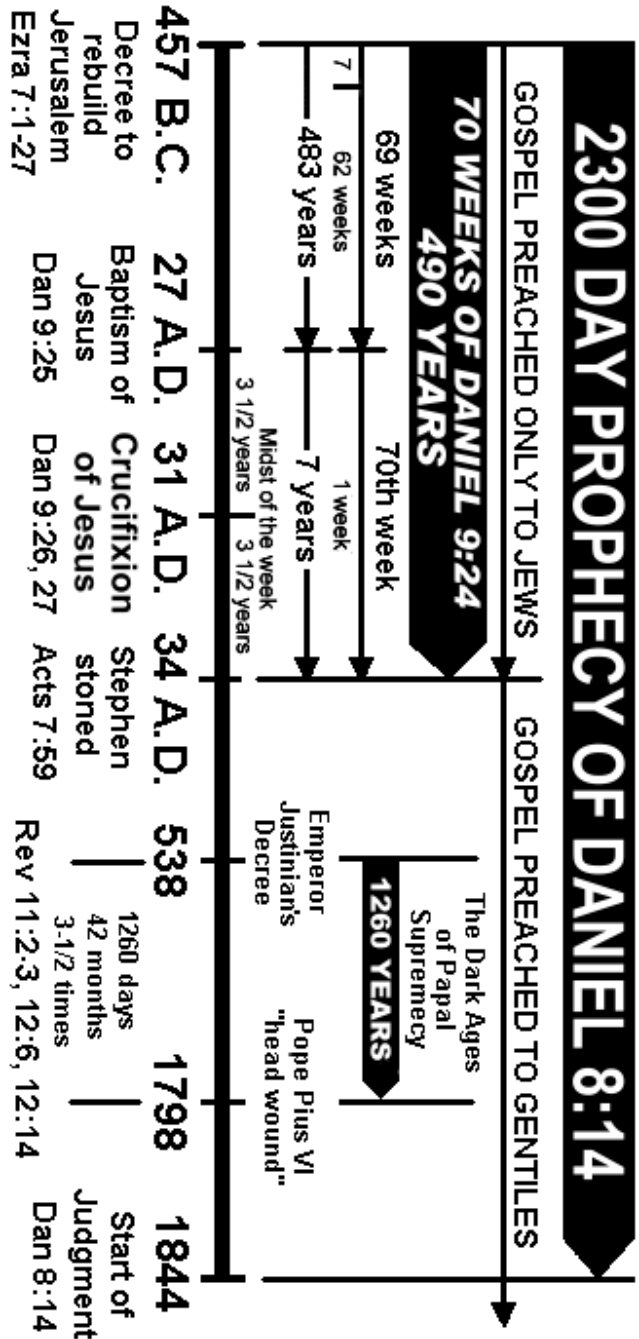 2300 DAY PROPHECY OF DANIEL 8:14
GOSPEL PREACHED ONLY TO JEWS
GOSPEL PREACHED TO GENTILES
70 WEEKS OF DANIEL 9:24
490 YEARS
69 weeks
70th week
7
62 weeks
1 week
483 years
7 years
Midst of the week
3 1/2 years
3 1/2 years
The Dark Ages
of Papal
Supremecy
1260 YEARS
Emperor
Justinian's
Decree
Pope Pius VI
"head wound"
457 B.C.
27 A.D.
31 A.D.
34 A.D.
538
1798
1844
Decree to
rebuild
Jerusalem
Ezra 7:1-27
Baptism of
Jesus
Dan 9:25
Crucifixion
of Jesus
Dan 9:26, 27
Stephen
stoned
Acts 7:59
1260 days
42 months
3-1/2 times
Rev 11:2-3, 12:6, 12:14
Start of
Judgment
Dan 8:14